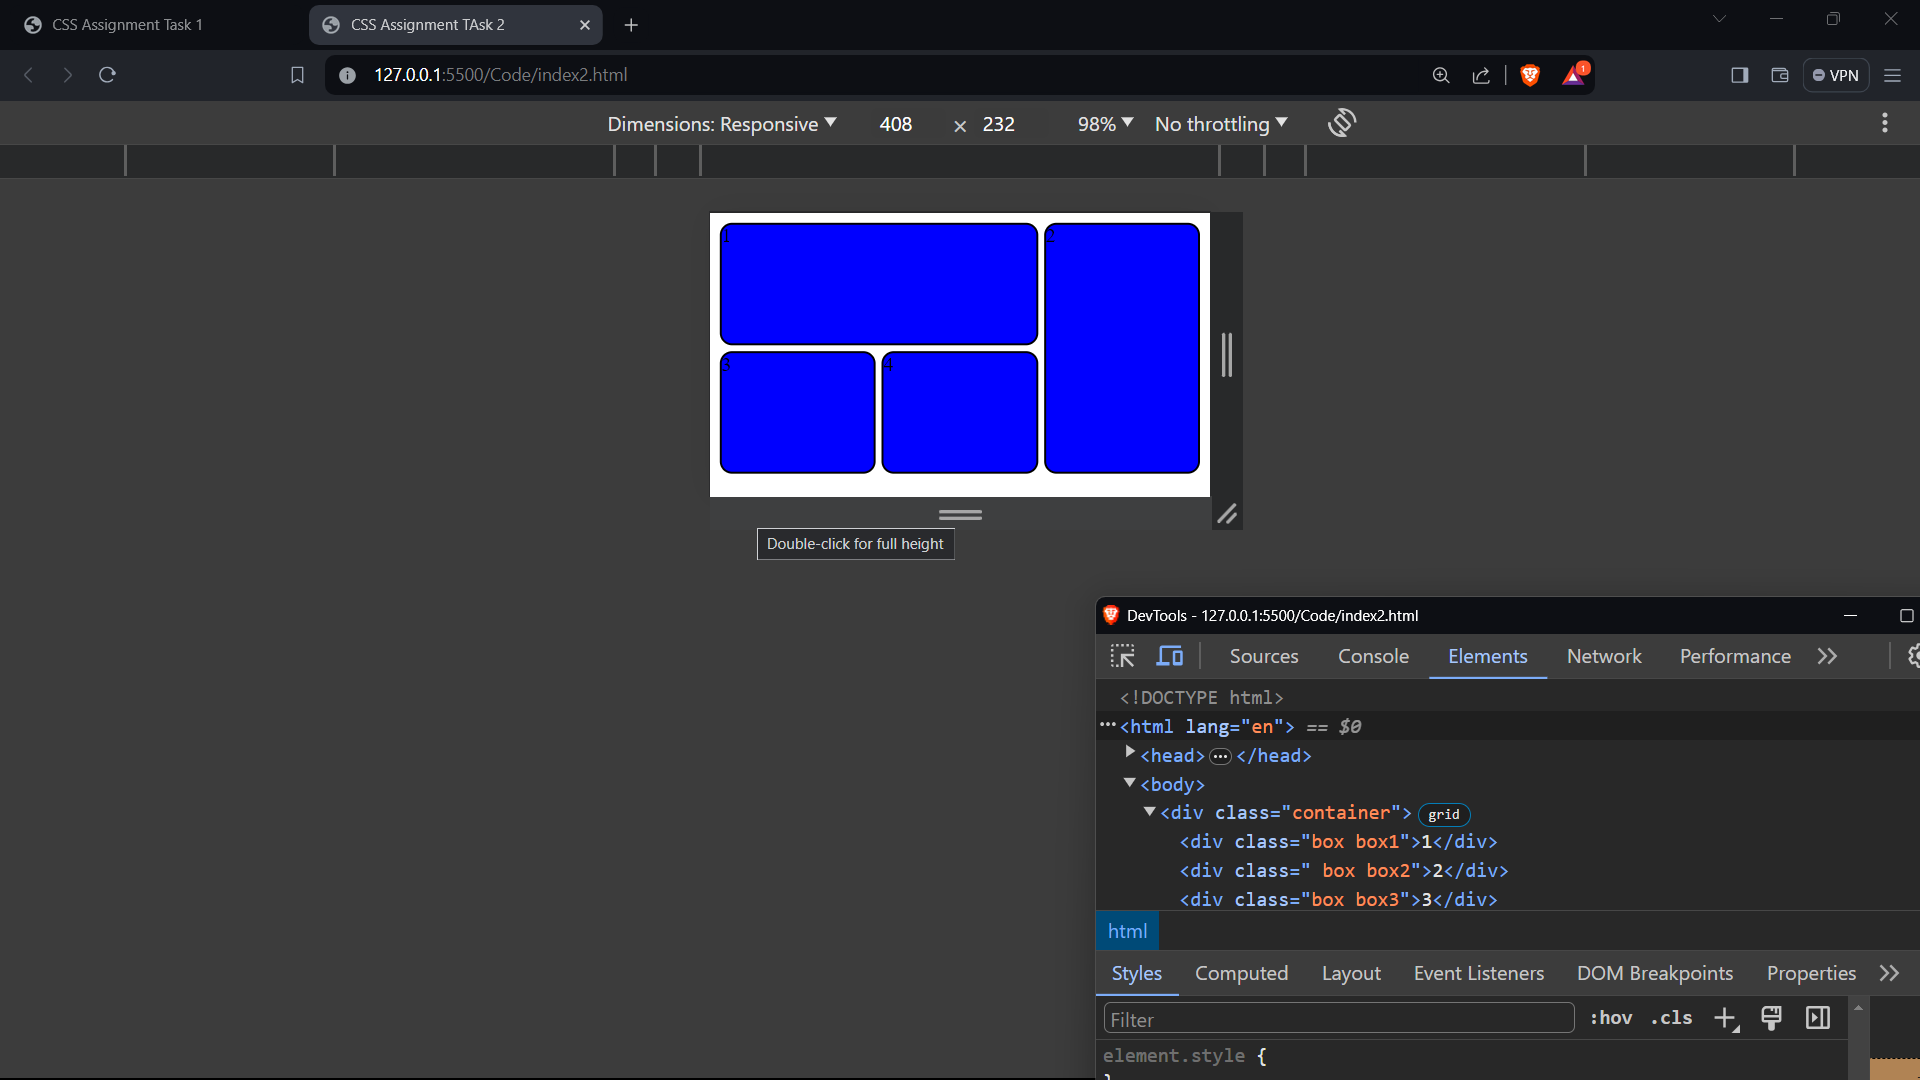 CSS Assignment Task 1
CSS Assignment TAsk 2
127.0.0.1:5500/Code/index2.html
1
VPN
Dimensions: Responsive 408 × 232 98% No throttling
1
2
3
4
Double-click for full height
DevTools - 127.0.0.1:5500/Code/index2.html
Sources Console Elements Network Performance
<!DOCTYPE html>
<html lang="en"> == $0
<head> </head>
<body>
<div class="container"> grid
<div class="box box1">1</div>
<div class=" box box2">2</div>
<div class="box box3">3</div>
html
Styles Computed Layout Event Listeners DOM Breakpoints Properties
Filter :hov .cls
element.style {
}